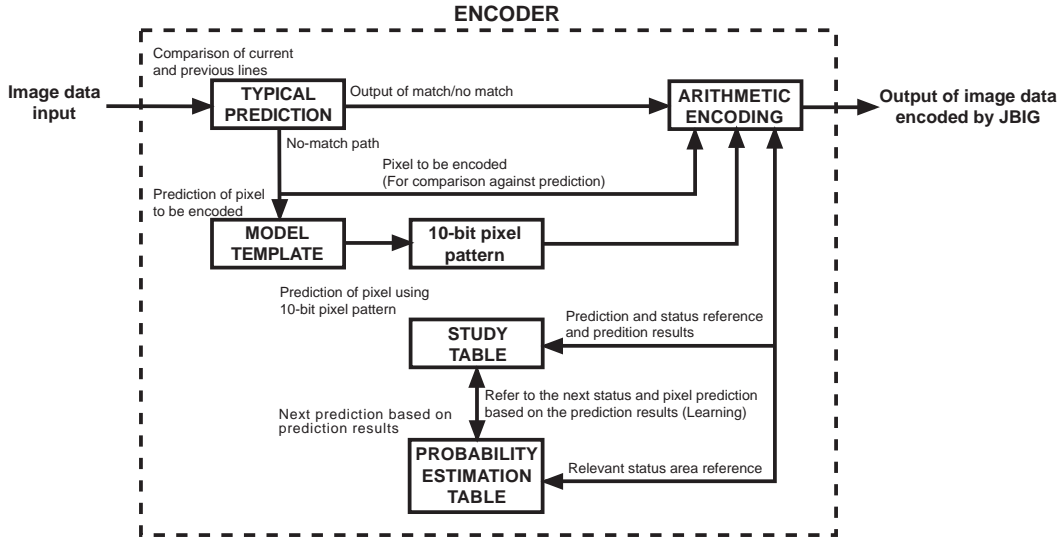 ENCODER
Comparison of current
and previous lines
Image data
input
TYPICAL
PREDICTION
Output of match/no match
ARITHMETIC
ENCODING
Output of image data
encoded by JBIG
No-match path
Pixel to be encoded
(For comparison against prediction)
Prediction of pixel
to be encoded
MODEL
TEMPLATE
10-bit pixel
pattern
Prediction of pixel using
10-bit pixel pattern
Prediction and status reference
and predition results
STUDY
TABLE
Refer to the next status and pixel prediction
based on the prediction results (Learning)
Next prediction based on
prediction results
PROBABILITY
ESTIMATION
TABLE
Relevant status area reference